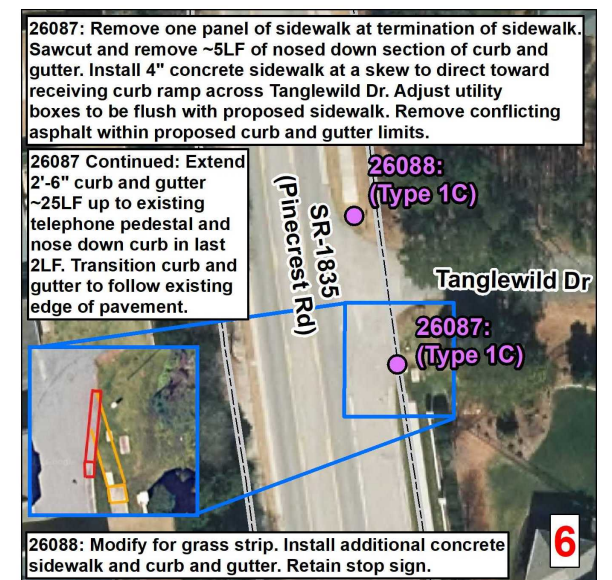 26087: Remove one panel of sidewalk at termination of sidewalk.
Sawcut and remove ~5LF of nosed down section of curb and
gutter. Install 4" concrete sidewalk at a skew to direct toward
receiving curb ramp across Tanglewild Dr. Adjust utility
boxes to be flush with proposed sidewalk. Remove conflicting
asphalt within proposed curb and gutter limits.
26087 Continued: Extend
2'-6" curb and gutter
~25LF up to existing
telephone pedestal and
nose down curb in last
2LF. Transition curb and
gutter to follow existing
edge of pavement.
26088:
(Type 1C)
SR-1835
(Pinecrest Rd)
Tanglewild Dr
26087:
(Type 1C)
26088: Modify for grass strip. Install additional concrete
sidewalk and curb and gutter. Retain stop sign.
6